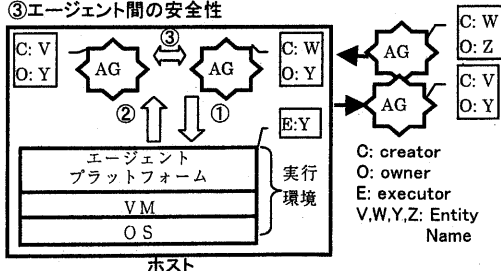 ③エージェント間の安全性
C: V
O: Y
AG
③
AG
C: W
O: Y
②
①
E:Y
エージェント
プラットフォーム
VM
OS
実行
環境
ホスト
AG
C: W
O: Z
AG
C: V
O: Y
C: creator
O: owner
E: executor
V,W,Y,Z: Entity
Name